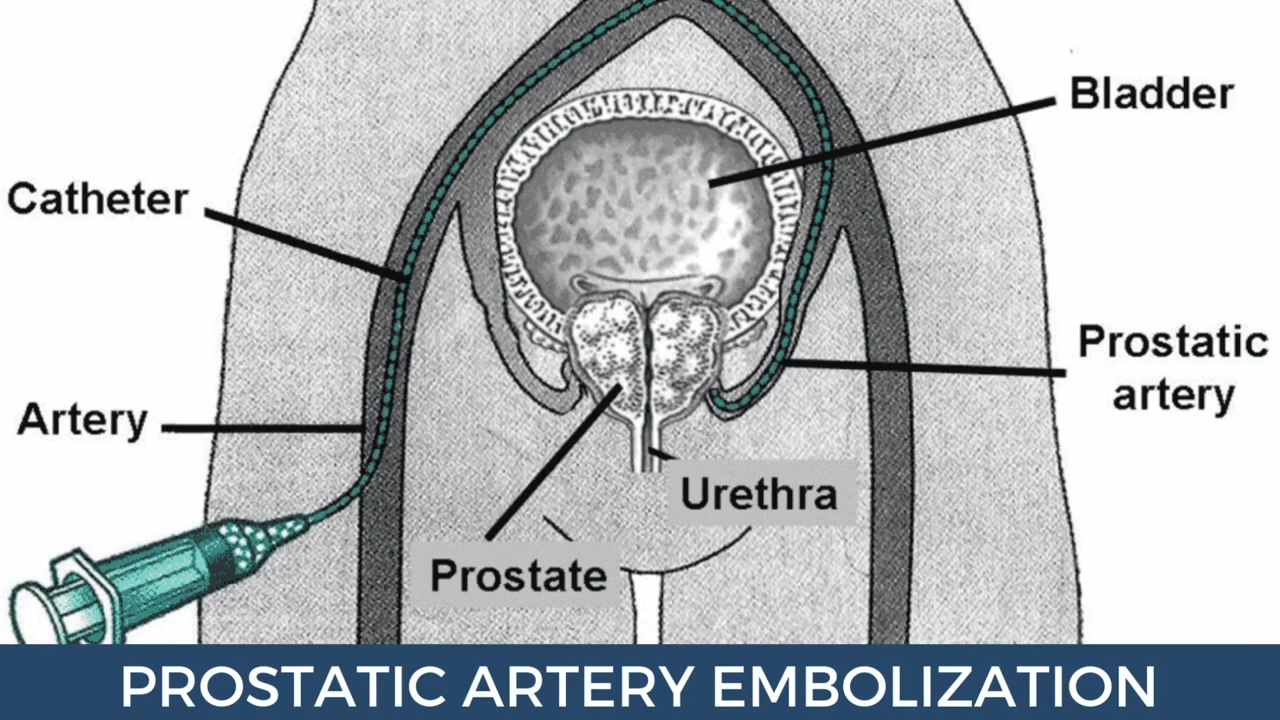 Bladder
Catheter
Prostatic
artery
Artery
Urethra
Prostate
PROSTATIC ARTERY EMBOLIZATION